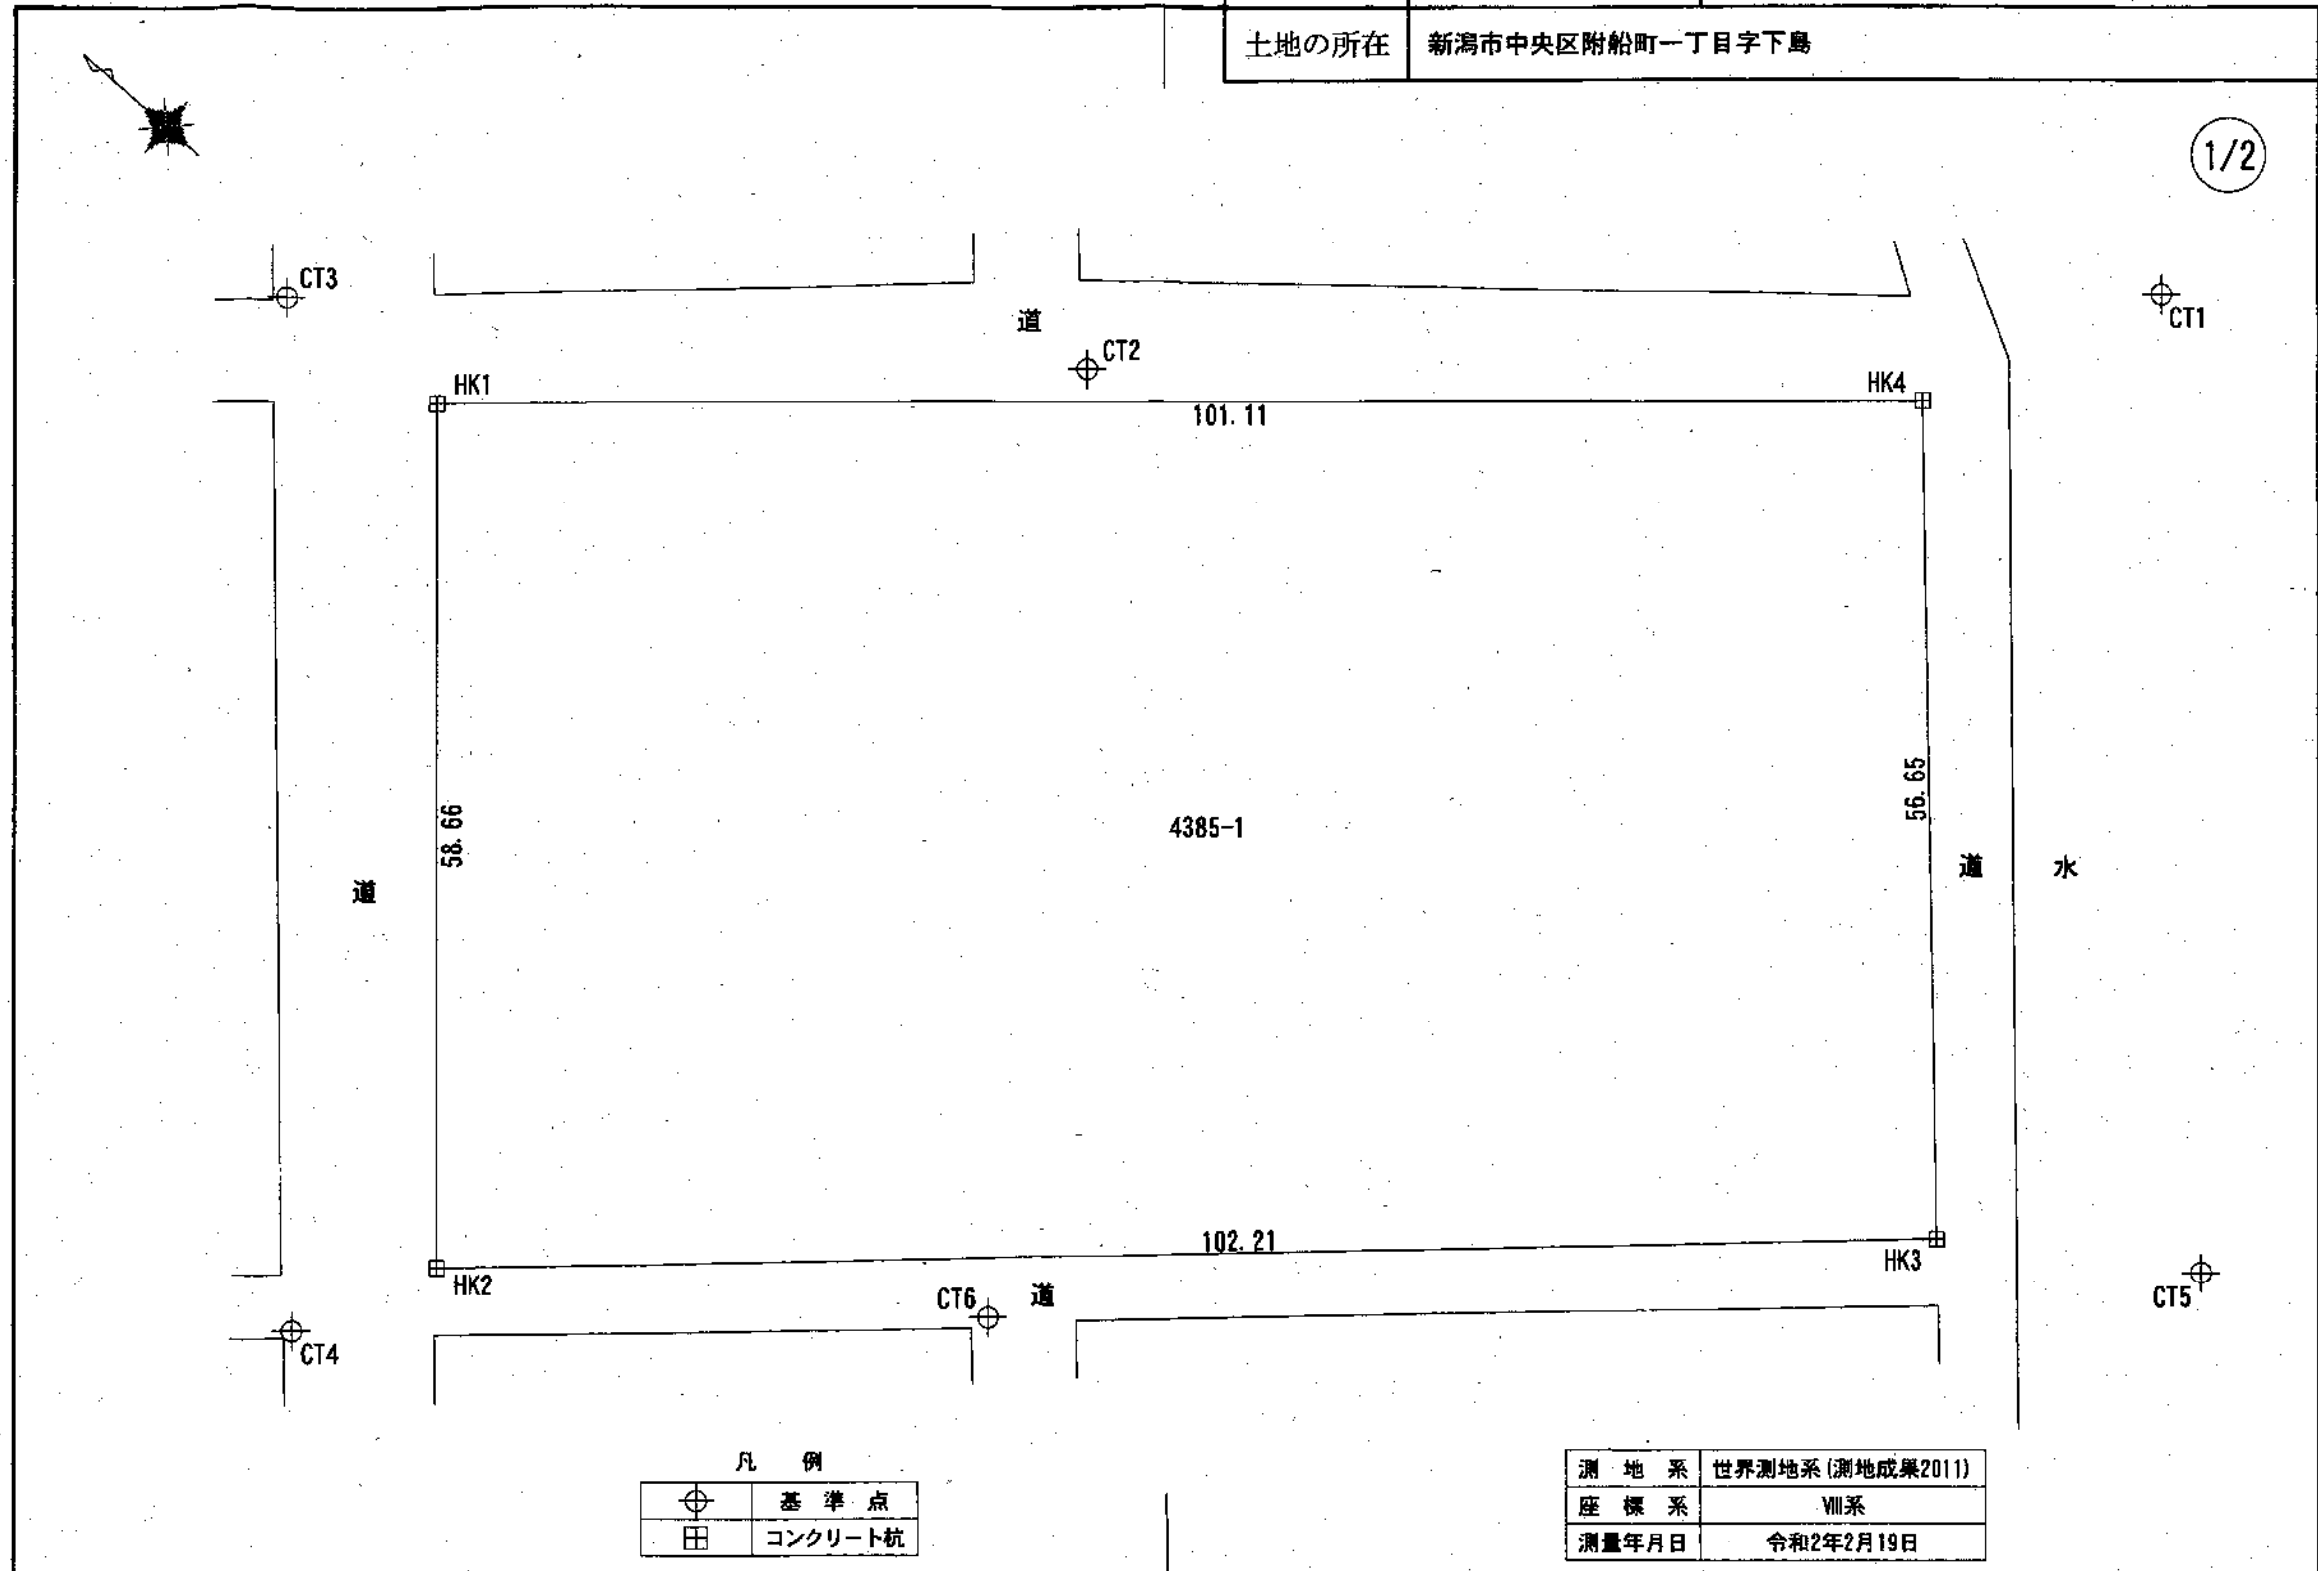 土地の所在 新潟市中央区附船町一丁目字下島
1/2
CT3
CT1
道
CT2
HK1
HK4
101.11
58.66
56.65
4385-1
道
道 水
102.21
HK2
HK3
CT6 道
CT5
CT4
凡 例
基 準 点
コンクリート杭
測 地 系 世界測地系(測地成果2011)
座 標 系 Ⅷ系
測量年月日 令和2年2月19日